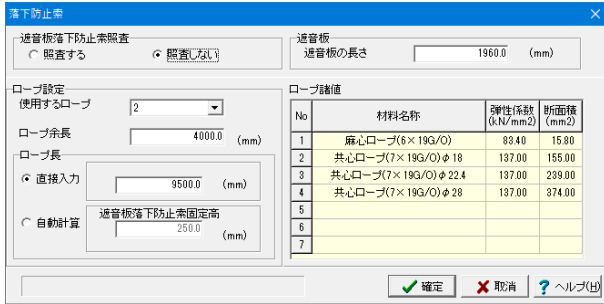 落下防止索
遮音板落下防止索照査
照査する
照査しない
遮音板
遮音板の長さ 1960.0 (mm)
ロープ設定
使用するロープ 2
ロープ余長 4000.0 (mm)
ロープ長
直接入力 9500.0 (mm)
自動計算
遮音板落下防止索固定高
250.0 (mm)
ロープ諸値
No 材料名称 弾性係数(kN/mm2) 断面積(mm2)
1 麻心ロープ(6×19G/O) 83.40 15.80
2 共心ロープ(7×19G/O)φ18 137.00 155.00
3 共心ロープ(7×19G/O)φ22.4 137.00 239.00
4 共心ロープ(7×19G/O)φ28 137.00 374.00
5
6
7
確定 取消 ヘルプ(H)